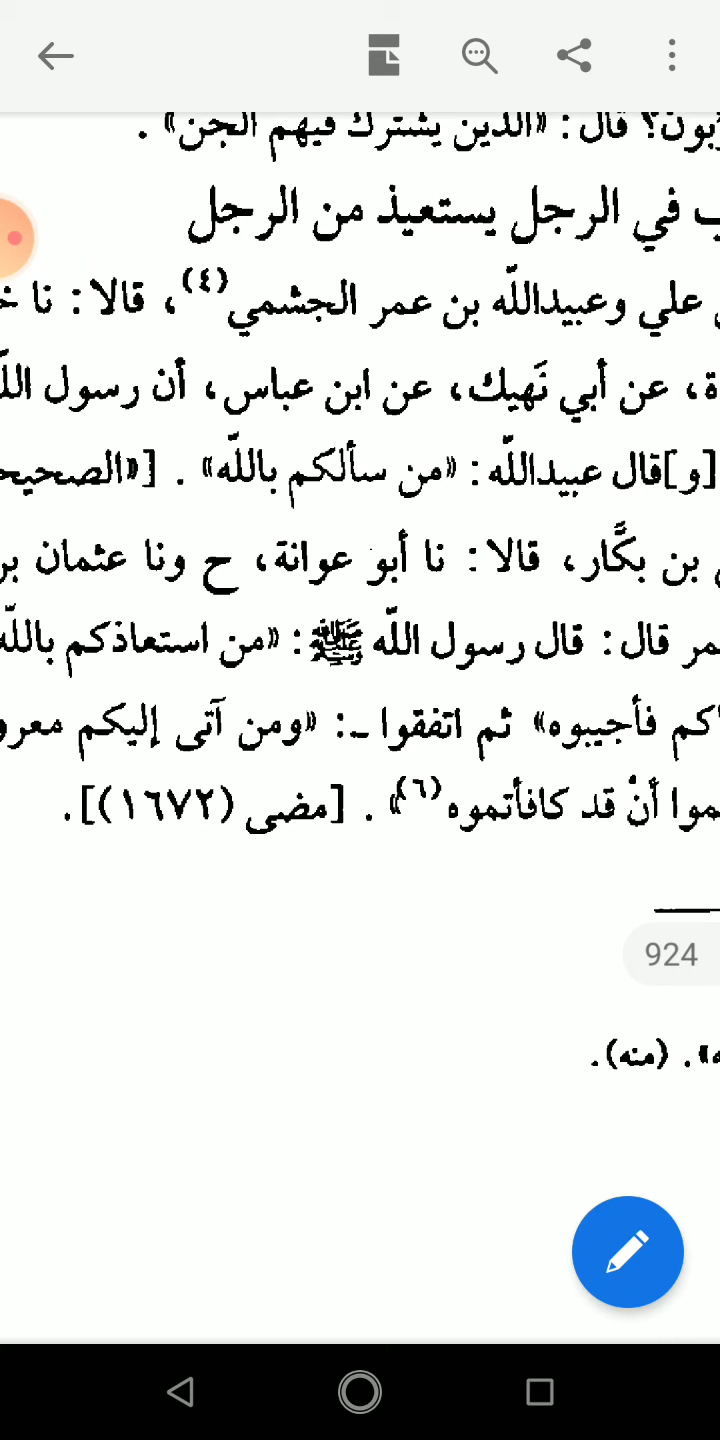 بون؟ قال: «الذين يشترك فيهم الجن» .
ب في الرجل يستعيذ من الرجل
علي وعبيدالله بن عمر الجشمي(٤)، قالا: نا
ة، عن أبي نَهيك، عن ابن عباس، أن رسول الله
[و]قال عبيدالله: «من سألكم بالله» . [«الصحيح
بن بكَّار، قالا: نا أبو عوانة، ح ونا عثمان بن
مر قال: قال رسول الله ﷺ: «من استعاذكم بالله
كم فأجيبوه» ثم اتفقوا ـ: «ومن آتى إليكم معرو
موا أنْ قد كافأتموه(٦)» . [مضى (١٦٧٢)].
924
ه». (منه).